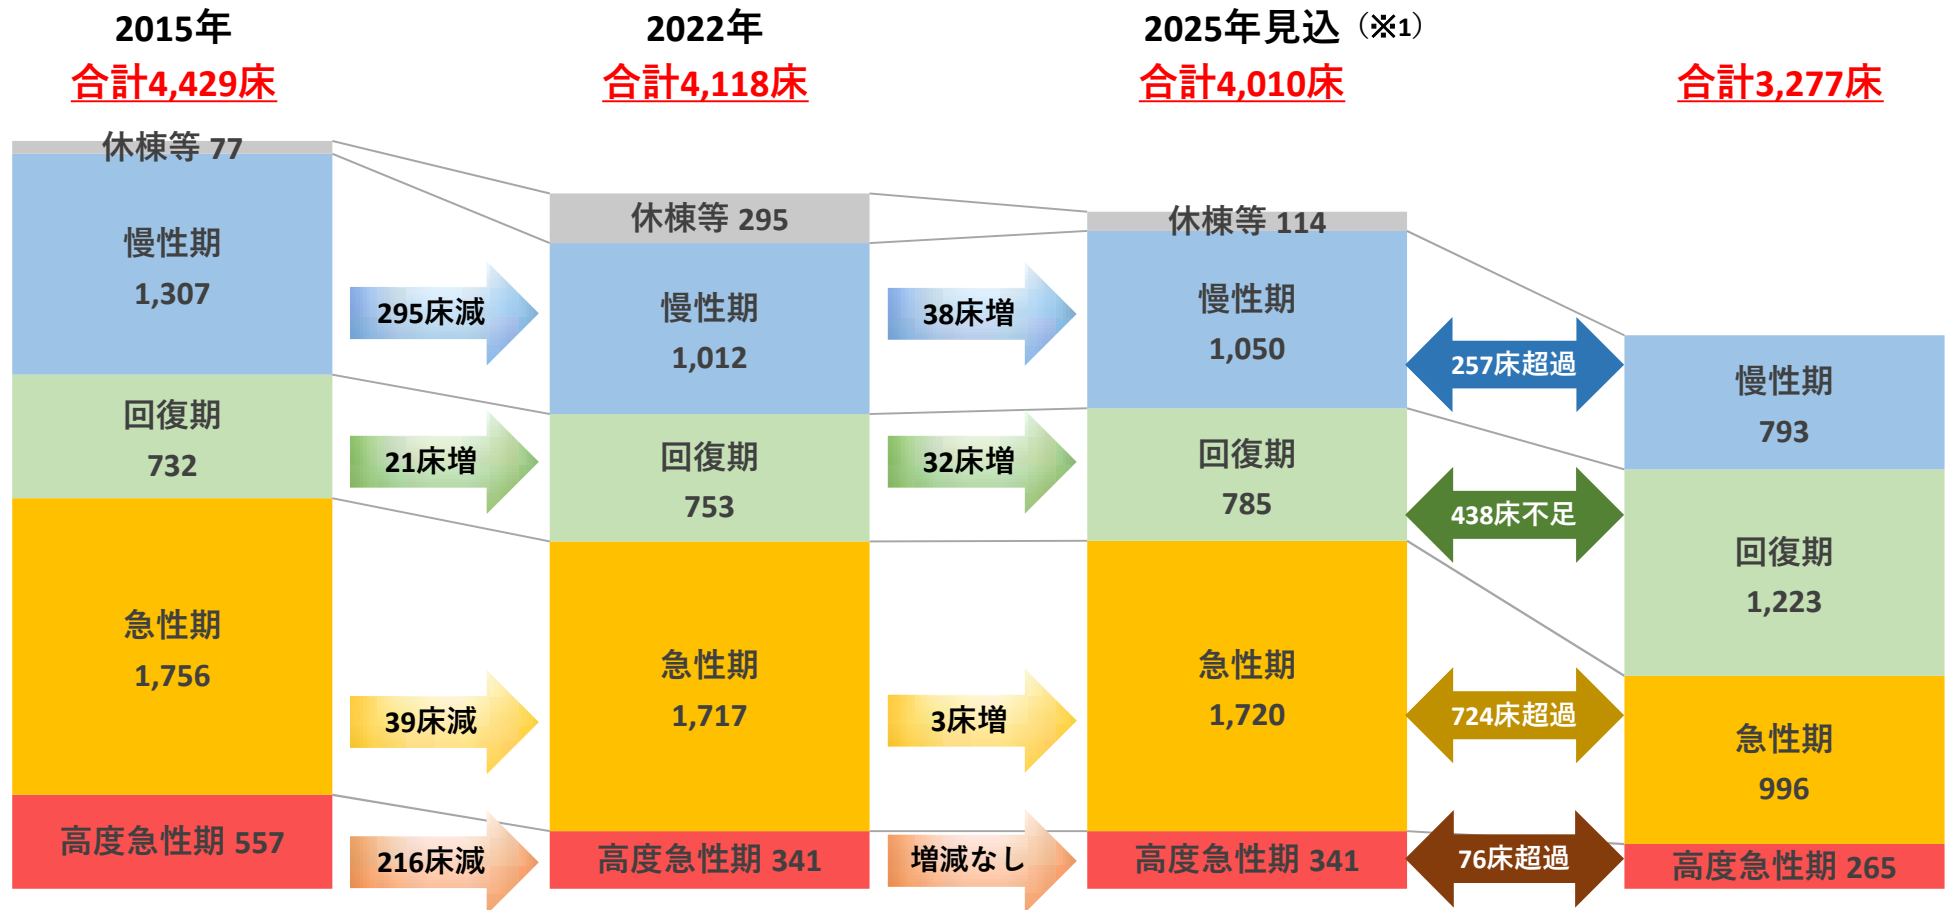 2015年
合計4,429床
休棟等 77
慢性期
1,307
回復期
732
急性期
1,756
高度急性期 557
295床減
21床増
39床減
216床減
2022年
合計4,118床
休棟等 295
慢性期
1,012
回復期
753
急性期
1,717
高度急性期 341
38床増
32床増
3床増
増減なし
2025年見込（※1）
合計4,010床
休棟等 114
慢性期
1,050
回復期
785
急性期
1,720
高度急性期 341
257床超過
438床不足
724床超過
76床超過
合計3,277床
慢性期
793
回復期
1,223
急性期
996
高度急性期 265